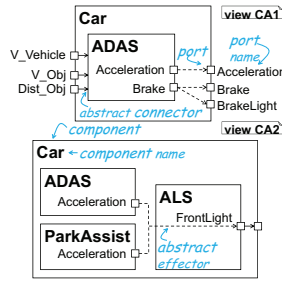 Car
view CA1
ADAS
port
port name
V_Vehicle
V_Obj
Dist_Obj
Acceleration
Brake
Acceleration
Brake
BrakeLight
abstract connector
component
view CA2
Car
component name
ADAS
Acceleration
ALS
FrontLight
ParkAssist
Acceleration
abstract
effector